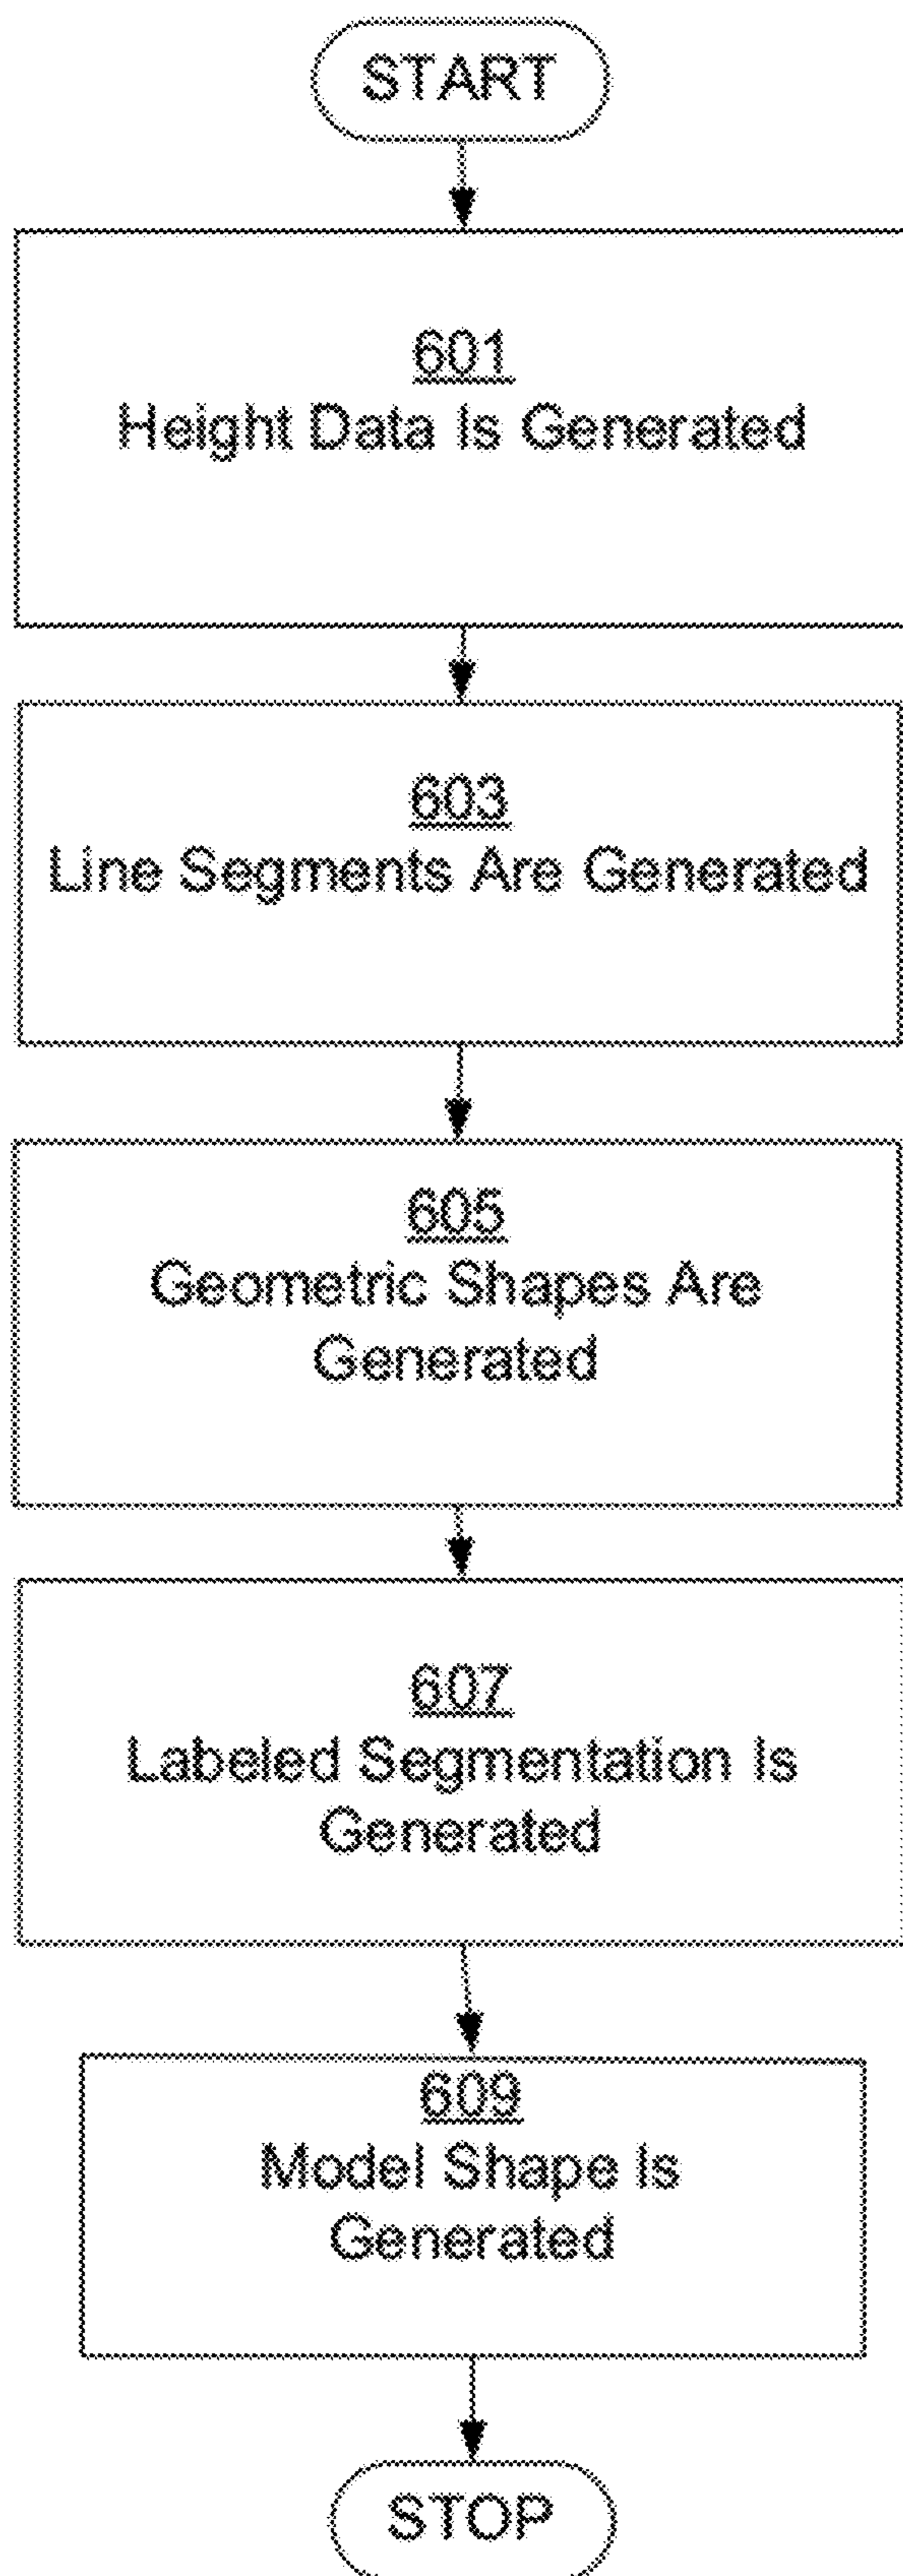 START
601
Height Data Is Generated
603
Line Segments Are Generated
605
Geometric Shapes Are
Generated
607
Labeled Segmentation Is
Generated
609
Model Shape Is
Generated
STOP